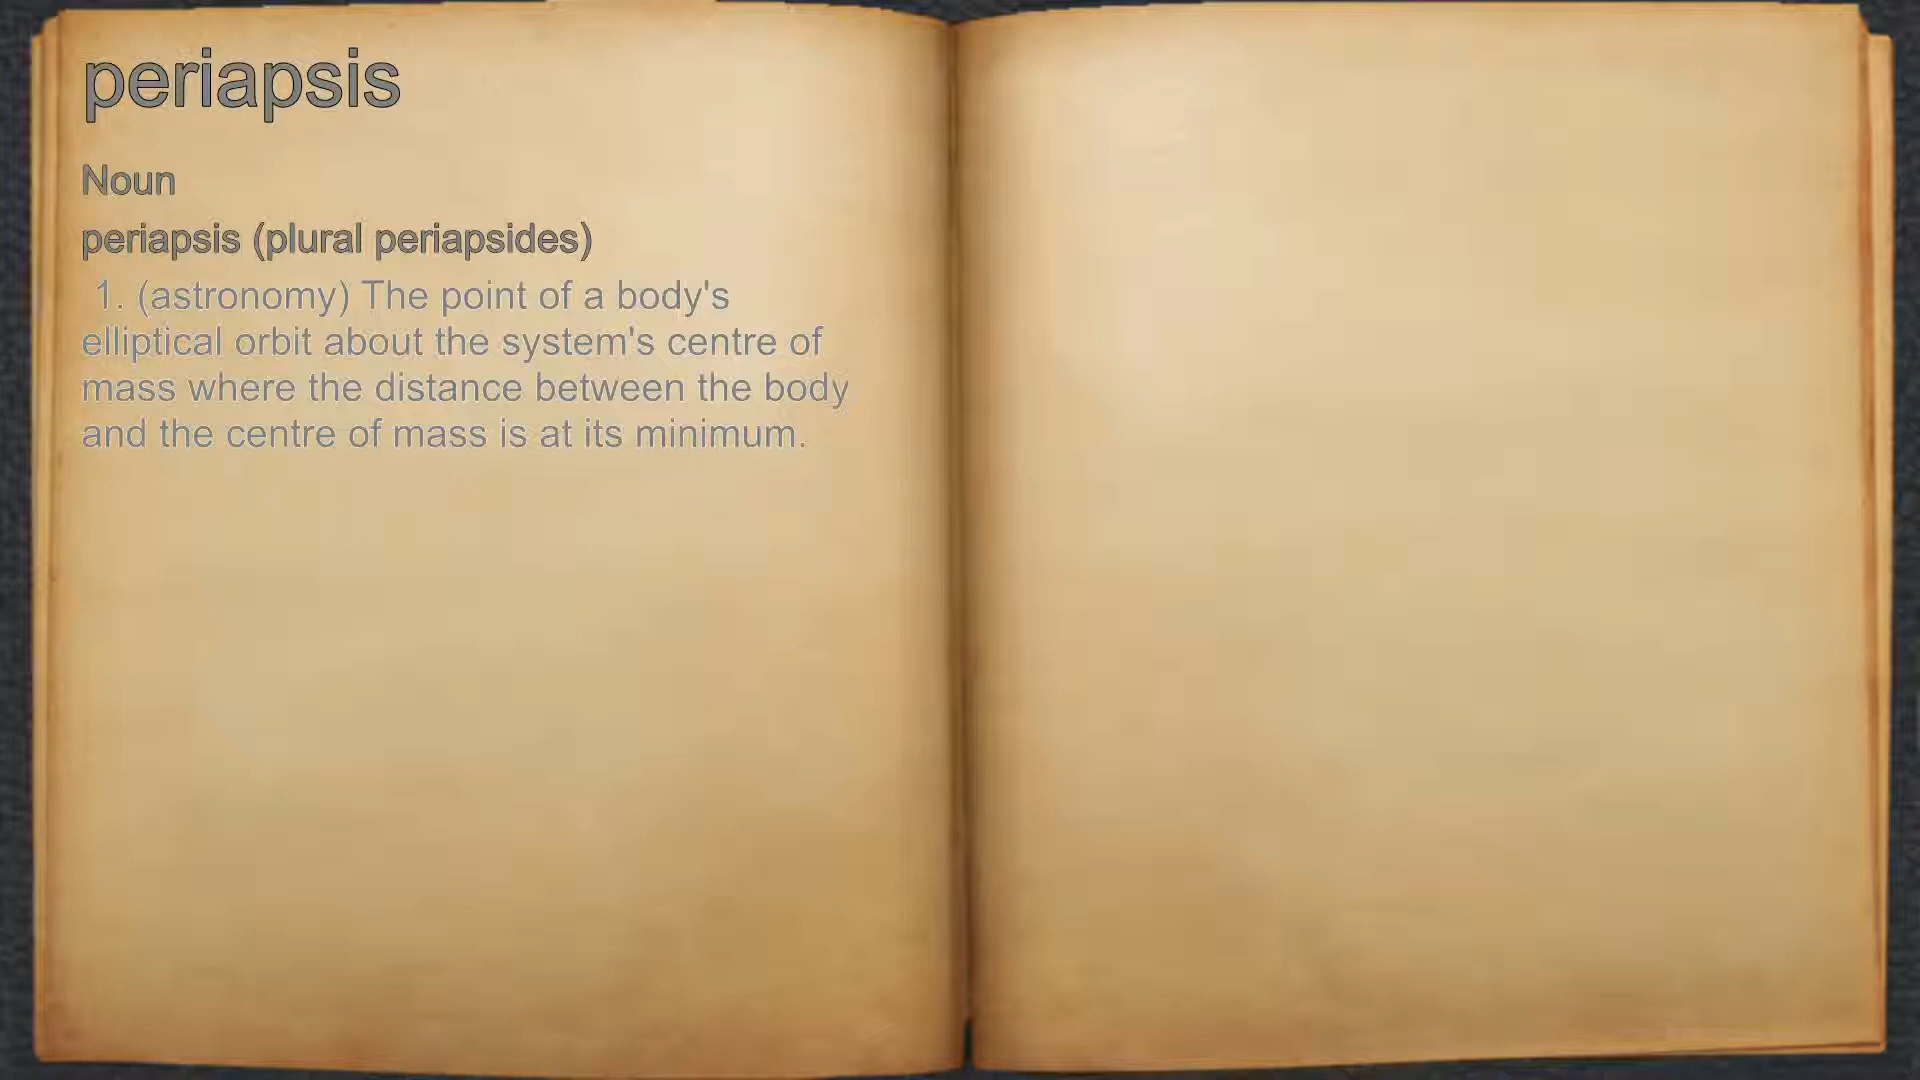 periapsis
Noun
periapsis (plural periapsides)
1. (astronomy) The point of a body's
elliptical orbit about the system's centre of
mass where the distance between the body
and the centre of mass is at its minimum.